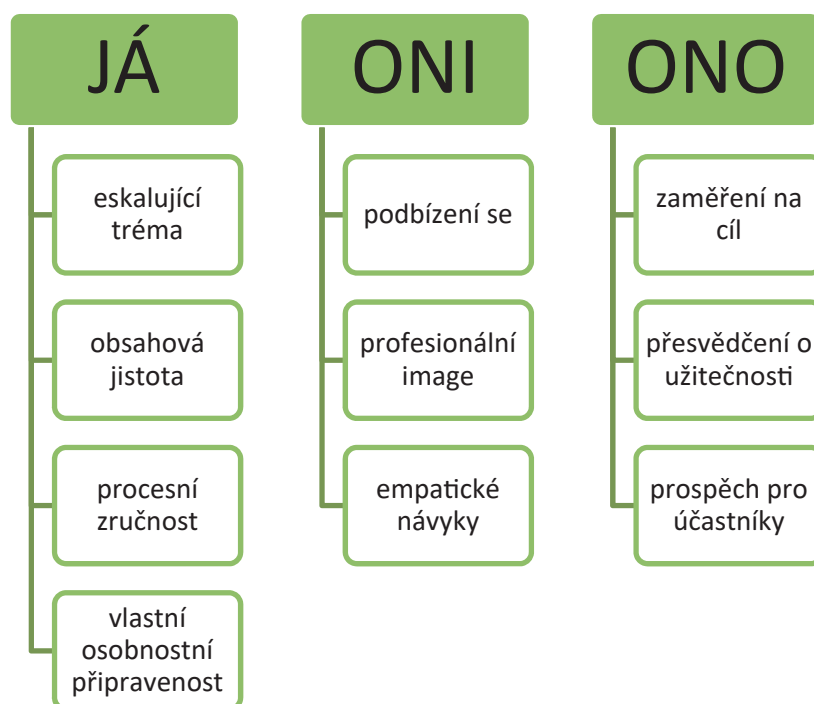 JÁ
eskalující
tréma
obsahová
jistota
procesní
zručnost
vlastní
osobnostní
připravenost
ONI
podbízení se
profesionální
image
empatické
návyky
ONO
zaměření na
cíl
přesvědčení o
užitečnosti
prospěch pro
účastníky